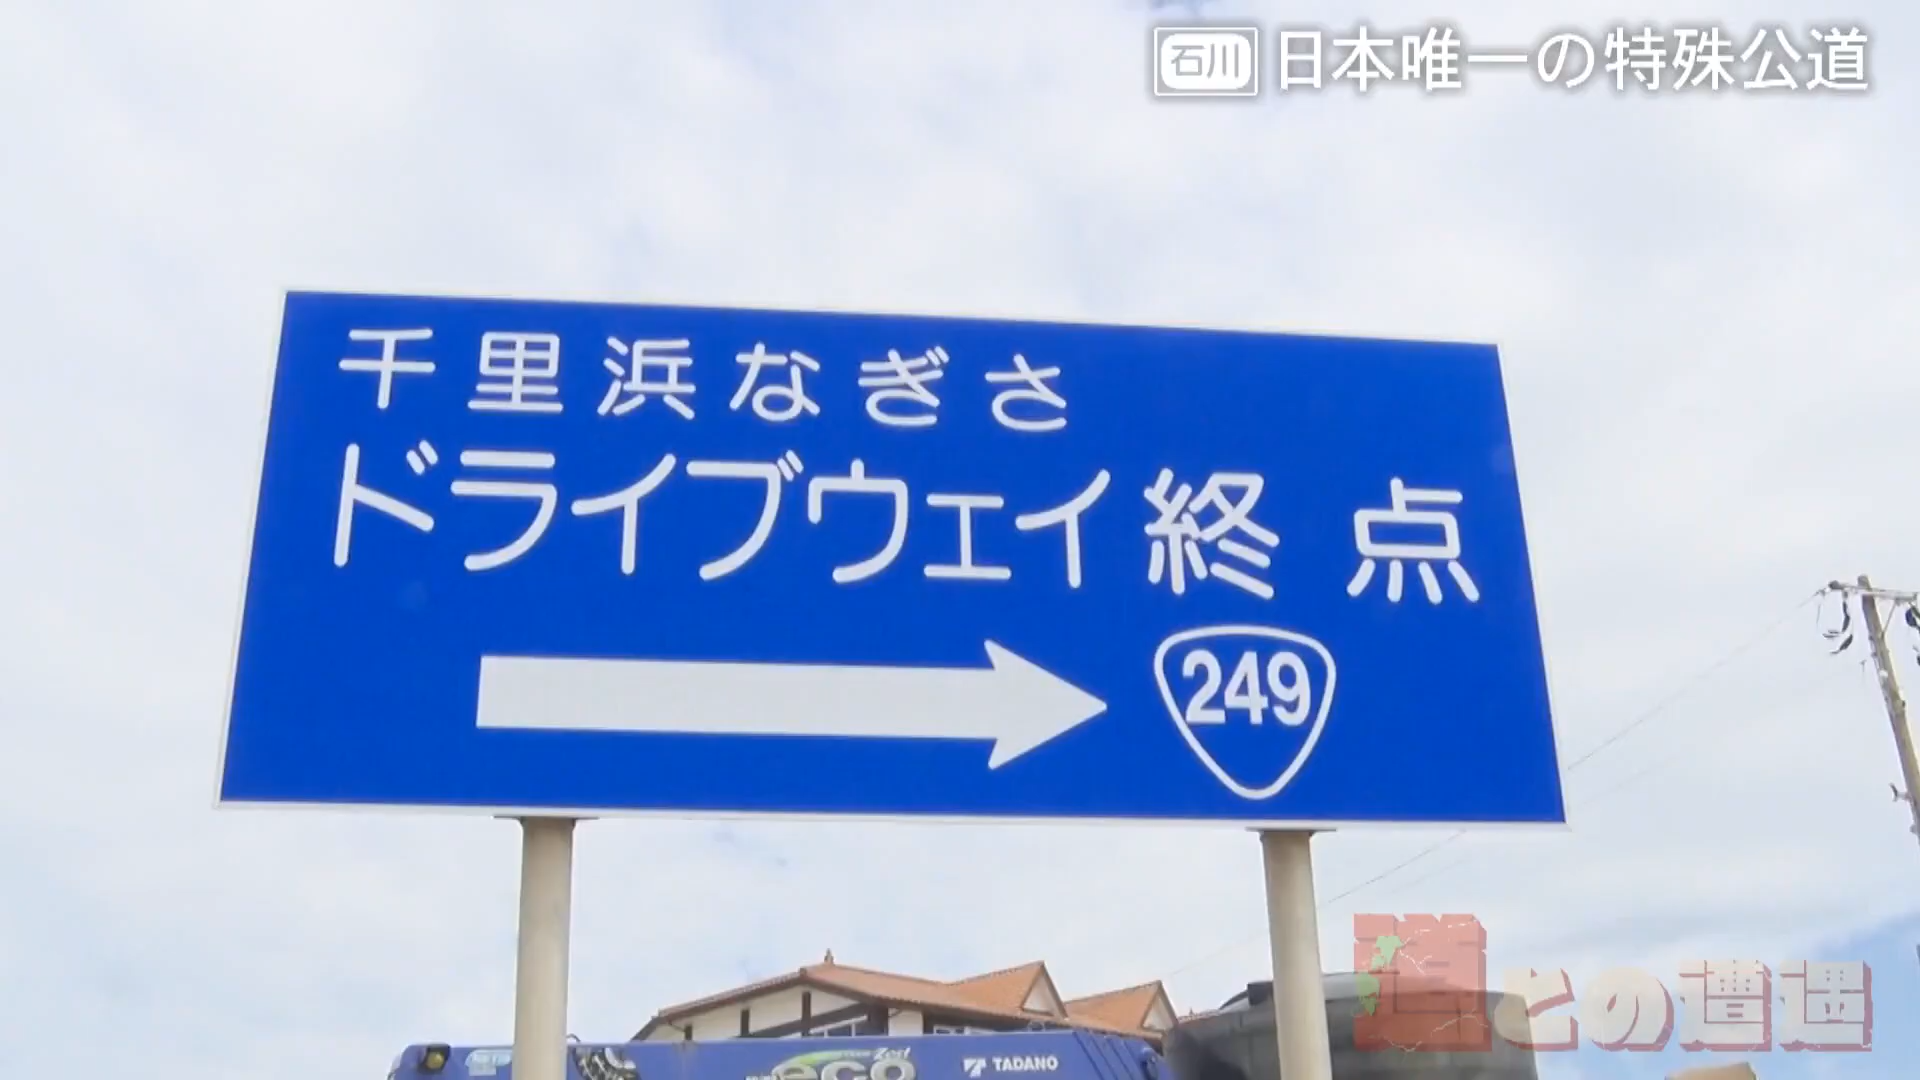 石川 日本唯一の特殊公道
千里浜なぎさ
ドライブウェイ終点
249
eco
TADANO
道との遭遇